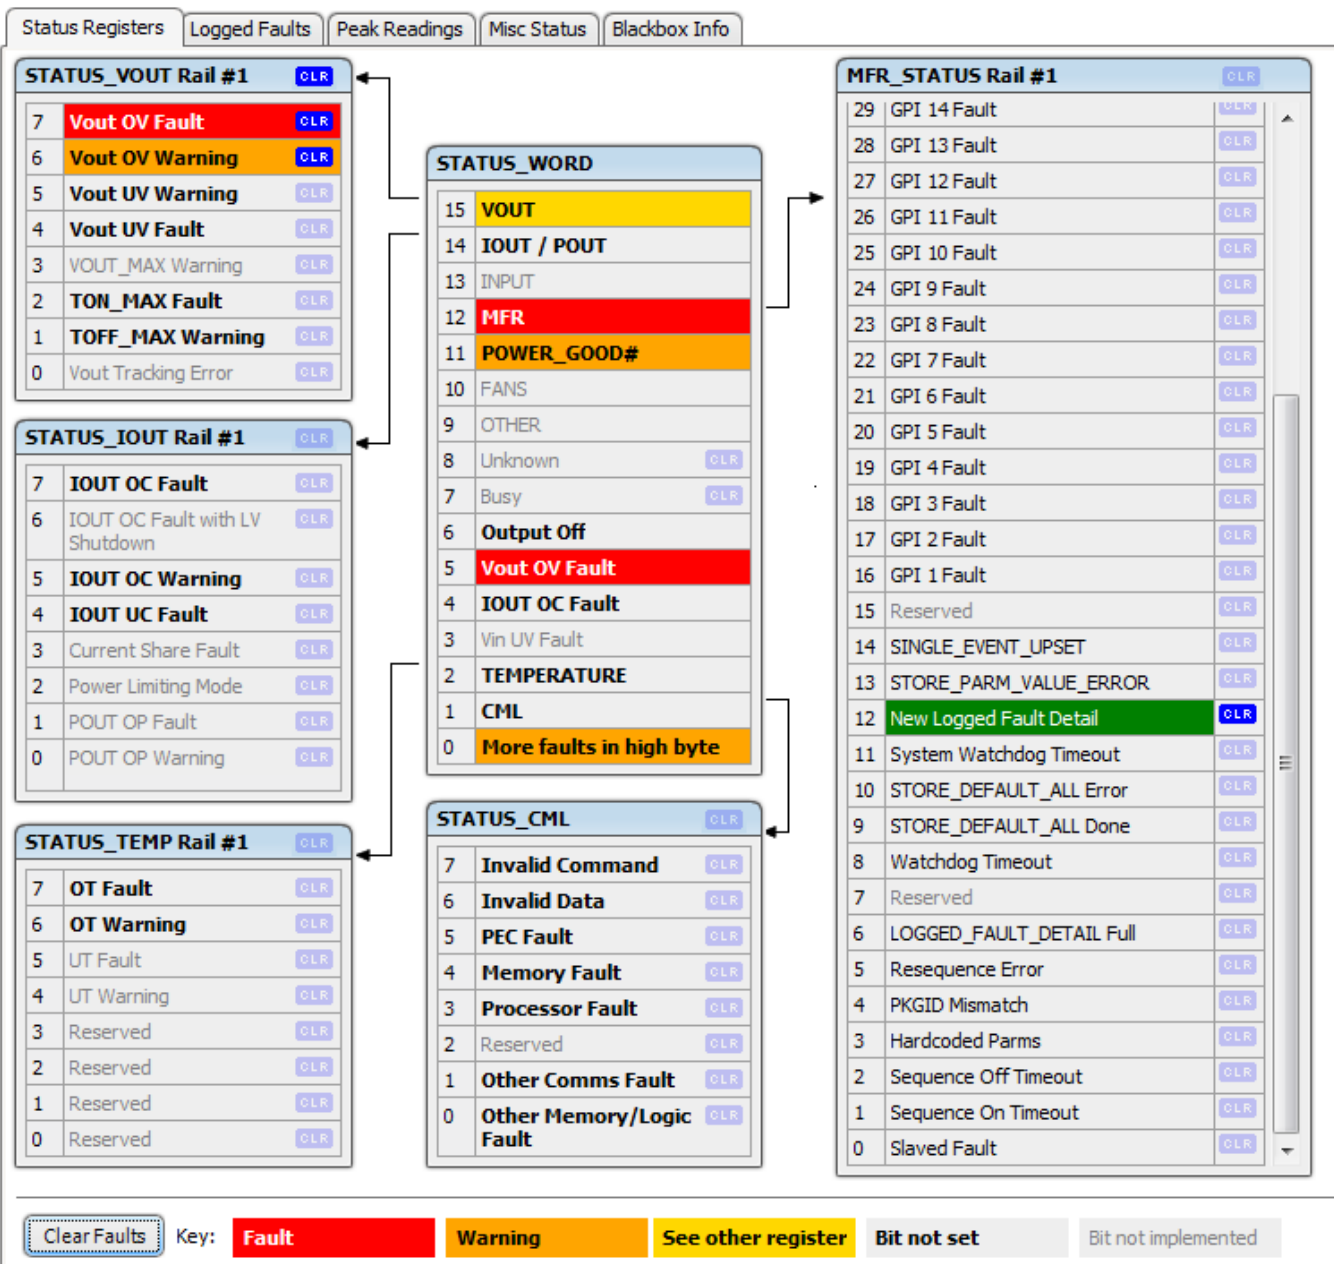 Status Registers
Logged Faults
Peak Readings
Misc Status
Blackbox Info
STATUS_VOUT Rail #1 CLR
7 Vout OV Fault CLR
6 Vout OV Warning CLR
5 Vout UV Warning CLR
4 Vout UV Fault CLR
3 VOUT_MAX Warning CLR
2 TON_MAX Fault CLR
1 TOFF_MAX Warning CLR
0 Vout Tracking Error CLR
STATUS_IOUT Rail #1 CLR
7 IOUT OC Fault CLR
6 IOUT OC Fault with LV CLR
Shutdown
5 IOUT OC Warning CLR
4 IOUT UC Fault CLR
3 Current Share Fault CLR
2 Power Limiting Mode CLR
1 POUT OP Fault CLR
0 POUT OP Warning CLR
STATUS_TEMP Rail #1 CLR
7 OT Fault CLR
6 OT Warning CLR
5 UT Fault CLR
4 UT Warning CLR
3 Reserved CLR
2 Reserved CLR
1 Reserved CLR
0 Reserved CLR
STATUS_WORD
15 VOUT
14 IOUT / POUT
13 INPUT
12 MFR
11 POWER_GOOD#
10 FANS
9 OTHER
8 Unknown CLR
7 Busy CLR
6 Output Off
5 Vout OV Fault
4 IOUT OC Fault
3 Vin UV Fault
2 TEMPERATURE
1 CML
0 More faults in high byte
STATUS_CML CLR
7 Invalid Command CLR
6 Invalid Data CLR
5 PEC Fault CLR
4 Memory Fault CLR
3 Processor Fault CLR
2 Reserved CLR
1 Other Comms Fault CLR
0 Other Memory/Logic CLR
Fault
MFR_STATUS Rail #1 CLR
29 GPI 14 Fault CLR
28 GPI 13 Fault CLR
27 GPI 12 Fault CLR
26 GPI 11 Fault CLR
25 GPI 10 Fault CLR
24 GPI 9 Fault CLR
23 GPI 8 Fault CLR
22 GPI 7 Fault CLR
21 GPI 6 Fault CLR
20 GPI 5 Fault CLR
19 GPI 4 Fault CLR
18 GPI 3 Fault CLR
17 GPI 2 Fault CLR
16 GPI 1 Fault CLR
15 Reserved CLR
14 SINGLE_EVENT_UPSET CLR
13 STORE_PARM_VALUE_ERROR CLR
12 New Logged Fault Detail CLR
11 System Watchdog Timeout CLR
10 STORE_DEFAULT_ALL Error CLR
9 STORE_DEFAULT_ALL Done CLR
8 Watchdog Timeout CLR
7 Reserved CLR
6 LOGGED_FAULT_DETAIL Full CLR
5 Resequence Error CLR
4 PKGID Mismatch CLR
3 Hardcoded Parms CLR
2 Sequence Off Timeout CLR
1 Sequence On Timeout CLR
0 Slaved Fault CLR
Clear Faults Key: Fault Warning See other register Bit not set Bit not implemented